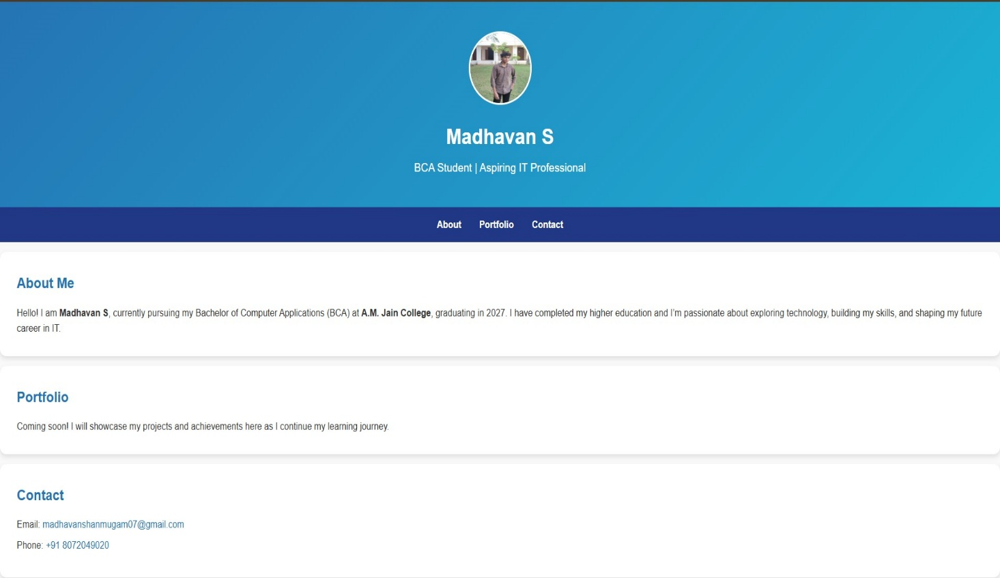 Madhavan S
BCA Student | Aspiring IT Professional
About Portfolio Contact
About Me
Hello! I am Madhavan S, currently pursuing my Bachelor of Computer Applications (BCA) at A.M. Jain College, graduating in 2027. I have completed my higher education and I'm passionate about exploring technology, building my skills, and shaping my future
career in IT.
Portfolio
Coming soon! I will showcase my projects and achievements here as I continue my learning journey.
Contact
Email: madhavanshanmugam07@gmail.com
Phone: +91 8072049020